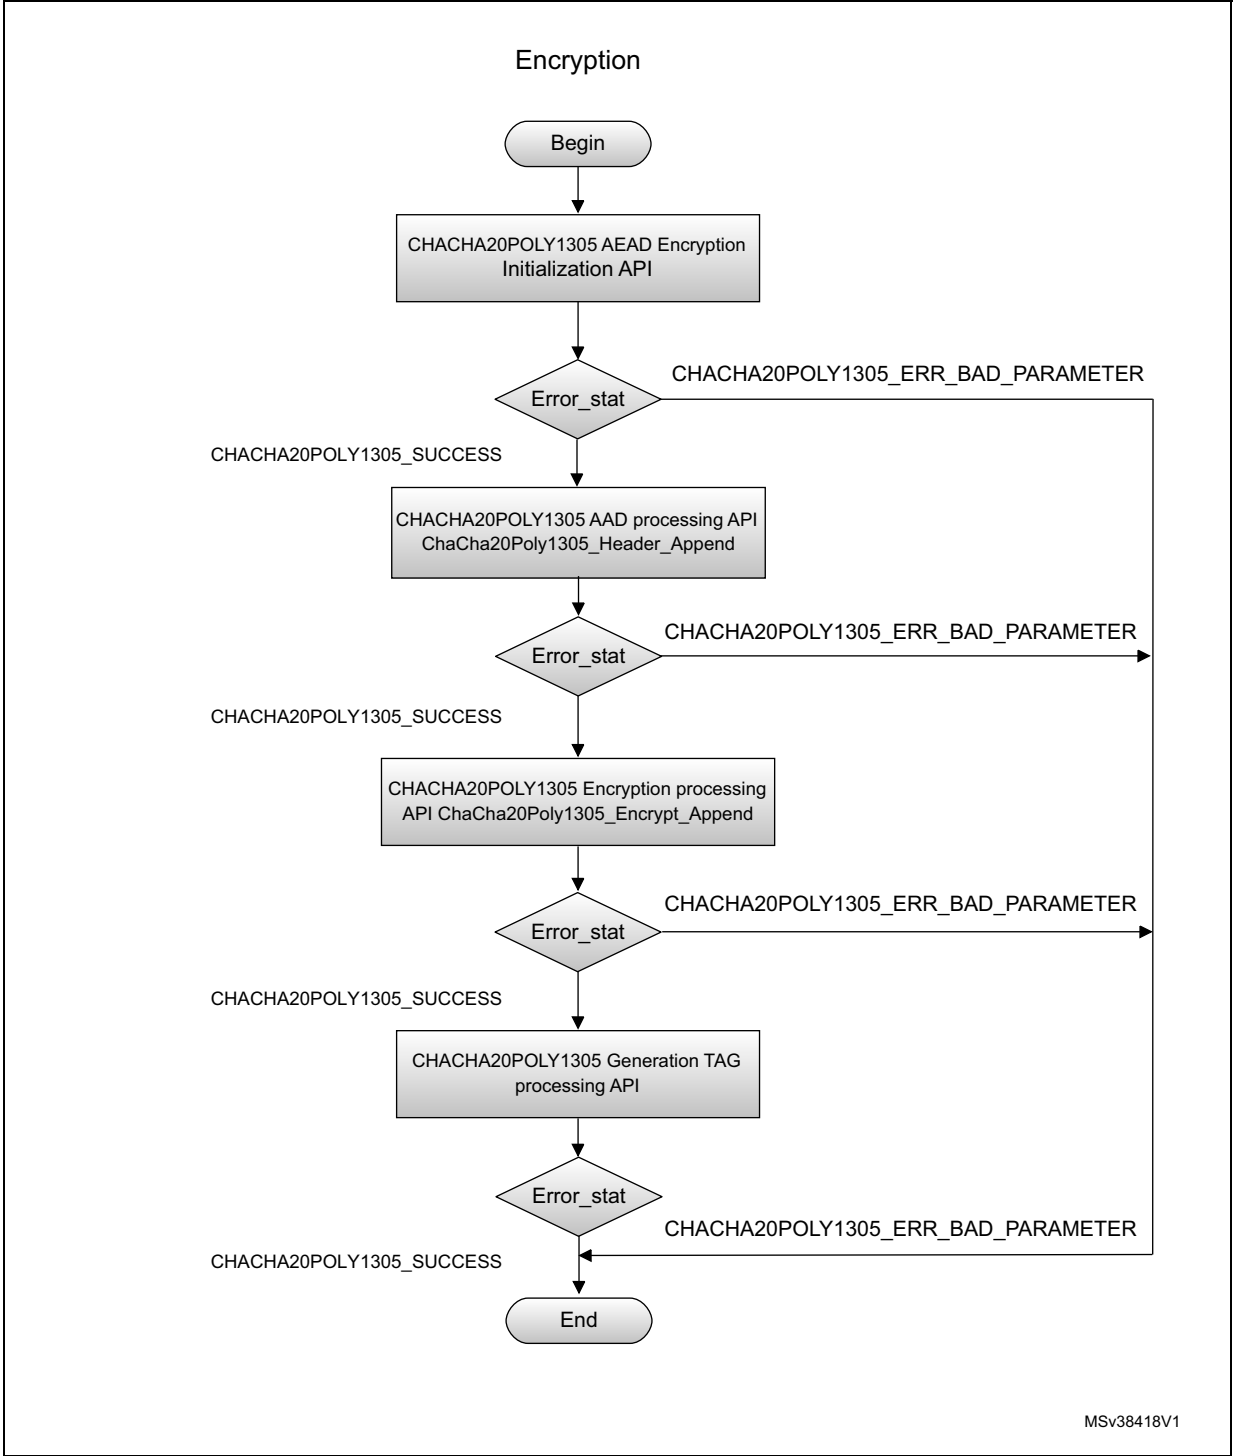 Encryption
Begin
CHACHA20POLY1305 AEAD Encryption
Initialization API
CHACHA20POLY1305_ERR_BAD_PARAMETER
Error_stat
CHACHA20POLY1305_SUCCESS
CHACHA20POLY1305 AAD processing API
ChaCha20Poly1305_Header_Append
CHACHA20POLY1305_ERR_BAD_PARAMETER
Error_stat
CHACHA20POLY1305_SUCCESS
CHACHA20POLY1305 Encryption processing
API ChaCha20Poly1305_Encrypt_Append
CHACHA20POLY1305_ERR_BAD_PARAMETER
Error_stat
CHACHA20POLY1305_SUCCESS
CHACHA20POLY1305 Generation TAG
processing API
Error_stat
CHACHA20POLY1305_ERR_BAD_PARAMETER
CHACHA20POLY1305_SUCCESS
End
MSv38418V1